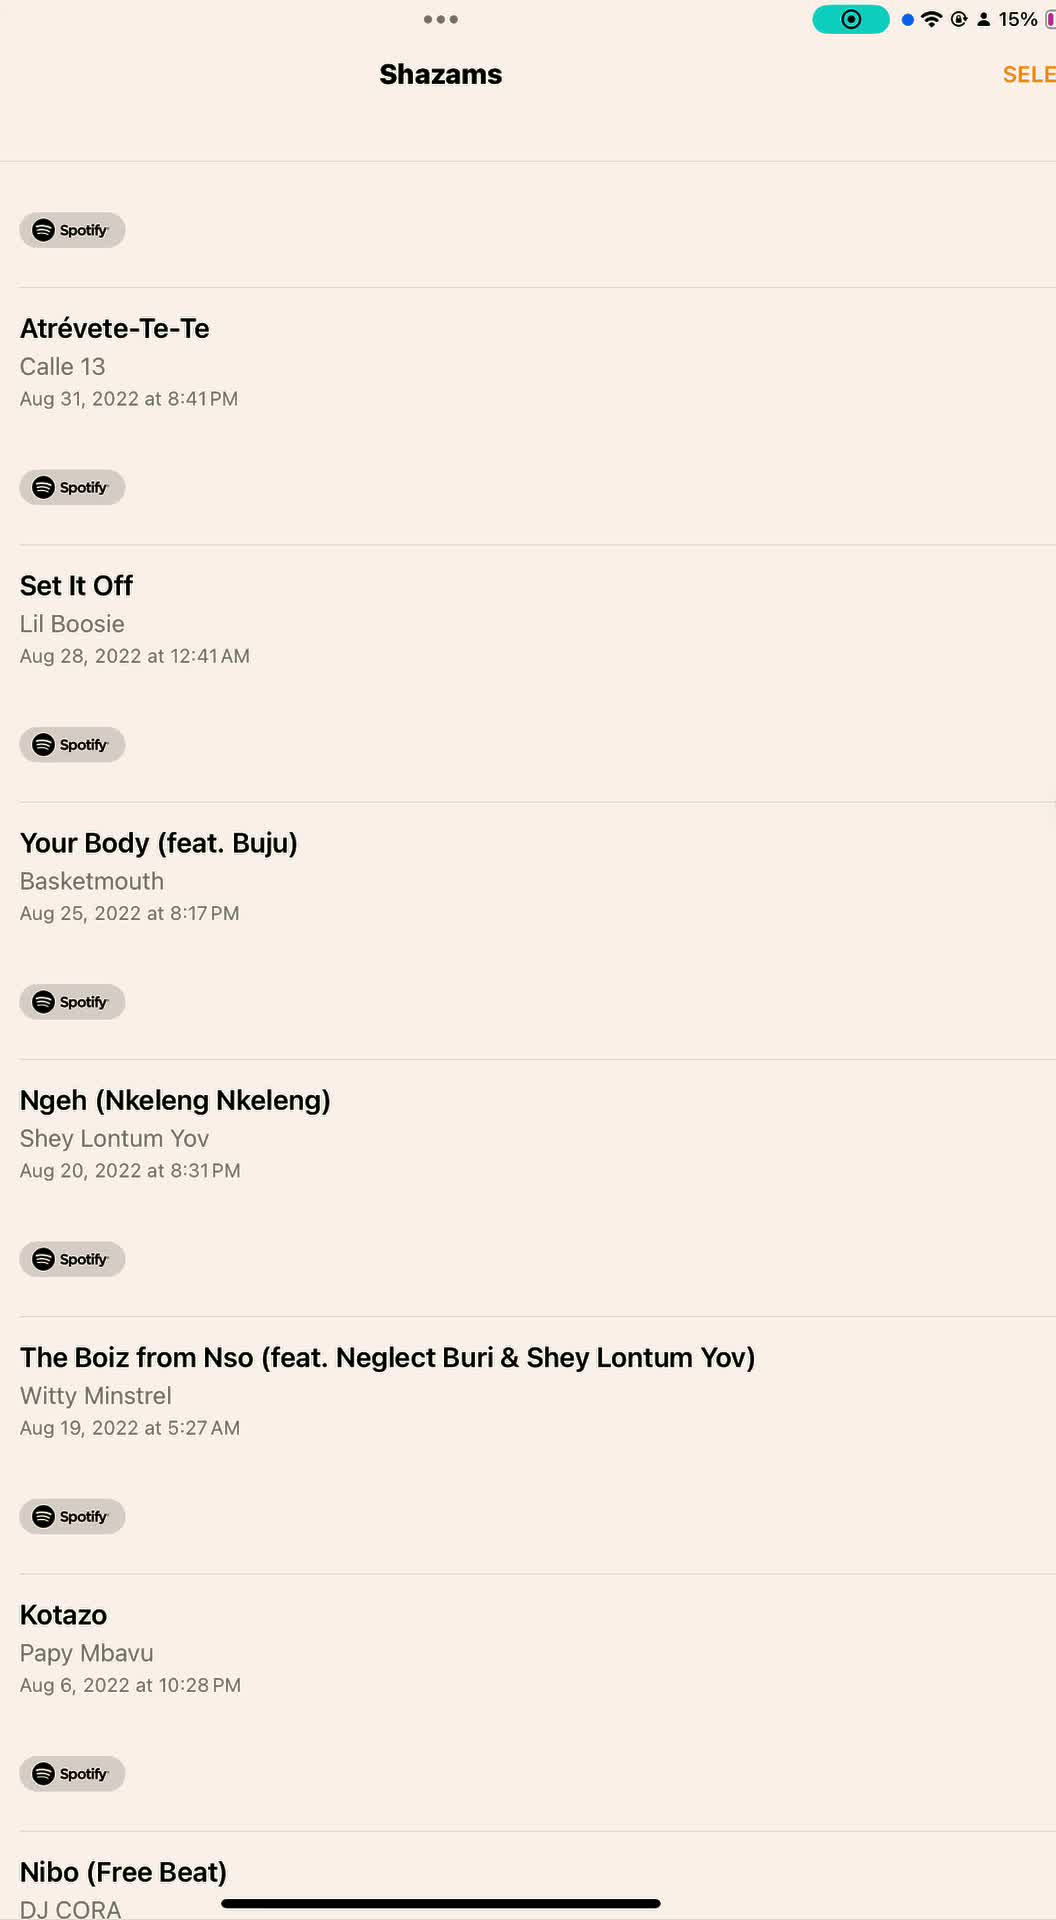 15%
Shazams
SELE
Spotify
Atrévete-Te-Te
Calle 13
Aug 31, 2022 at 8:41 PM
Spotify
Set It Off
Lil Boosie
Aug 28, 2022 at 12:41 AM
Spotify
Your Body (feat. Buju)
Basketmouth
Aug 25, 2022 at 8:17 PM
Spotify
Ngeh (Nkeleng Nkeleng)
Shey Lontum Yov
Aug 20, 2022 at 8:31 PM
Spotify
The Boiz from Nso (feat. Neglect Buri & Shey Lontum Yov)
Witty Minstrel
Aug 19, 2022 at 5:27 AM
Spotify
Kotazo
Papy Mbavu
Aug 6, 2022 at 10:28 PM
Spotify
Nibo (Free Beat)
DJ CORA